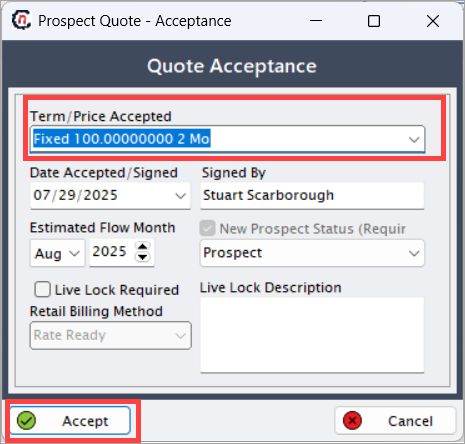 Prospect Quote - Acceptance
Quote Acceptance
Term/Price Accepted
Fixed 100.00000000 2 Mo
Date Accepted/Signed Signed By
07/29/2025 Stuart Scarborough
Estimated Flow Month New Prospect Status (Requir
Aug 2025 Prospect
Live Lock Required Live Lock Description
Retail Billing Method
Rate Ready
Accept Cancel